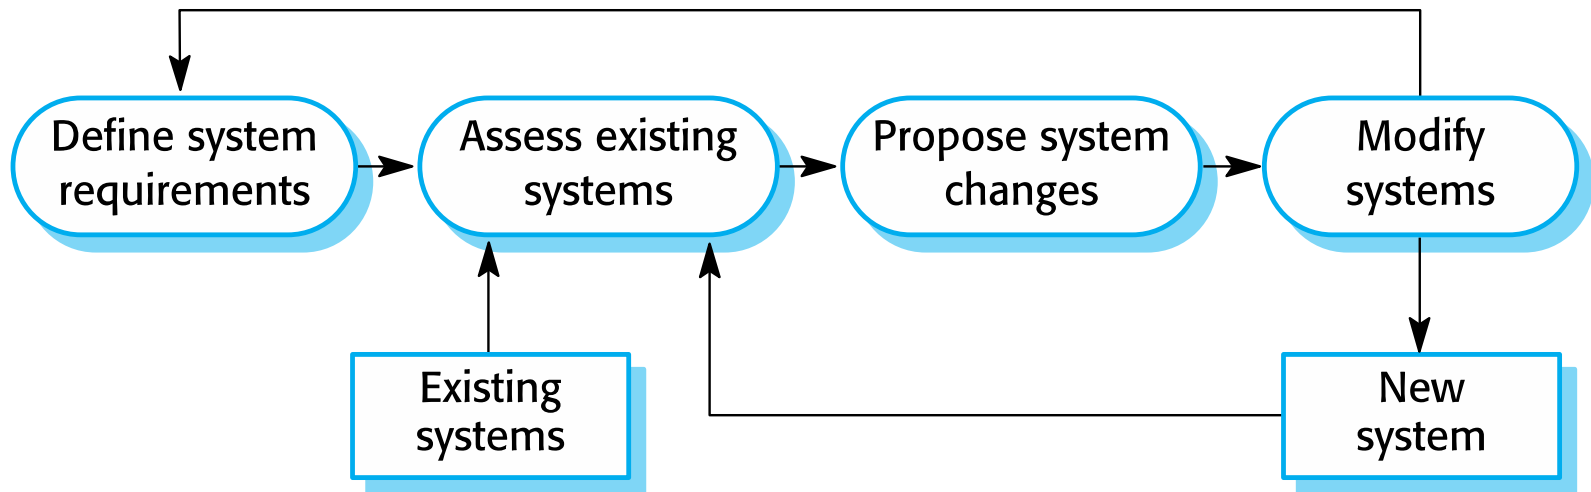 Define system
requirements
Assess existing
systems
Propose system
changes
Modify
systems
Existing
systems
New
system